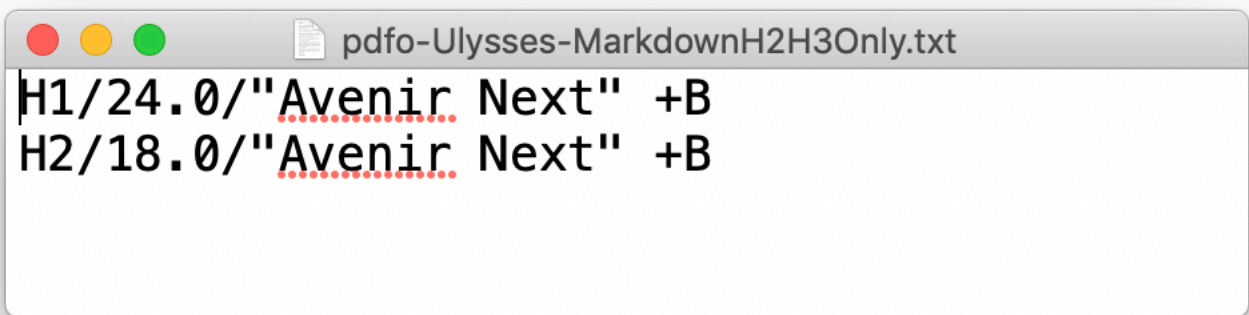 pdfo-Ulysses-MarkdownH2H3Only.txt
H1/24.0/"Avenir Next" +B
H2/18.0/"Avenir Next" +B